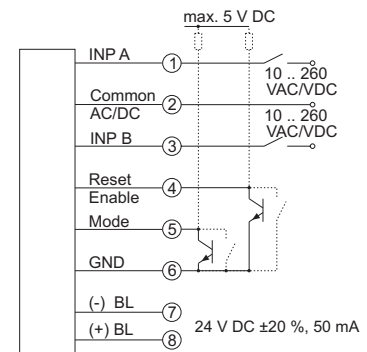 max. 5 V DC
INP A
1
10 .. 260
VAC/VDC
Common
AC/DC
2
10 .. 260
VAC/VDC
INP B
3
Reset
Enable
4
Mode
5
GND
6
(-) BL
7
(+) BL
8
24 V DC ±20 %, 50 mA